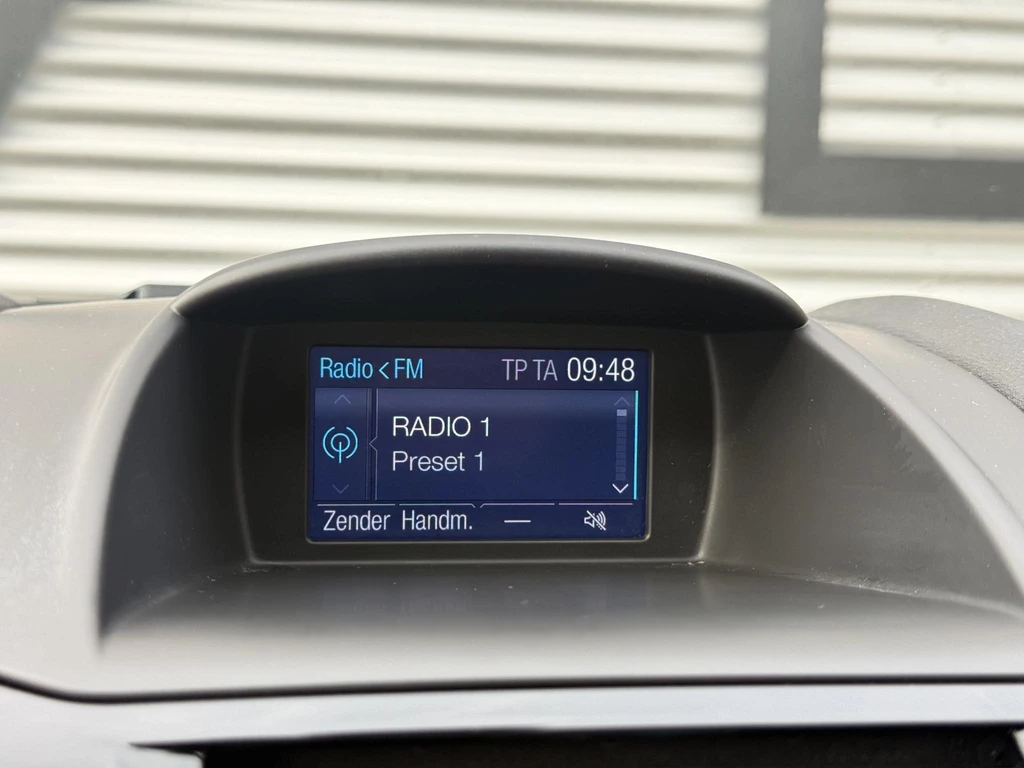 Radio < FM TP TA 09:48
RADIO 1
Preset 1
Zender Handm. —